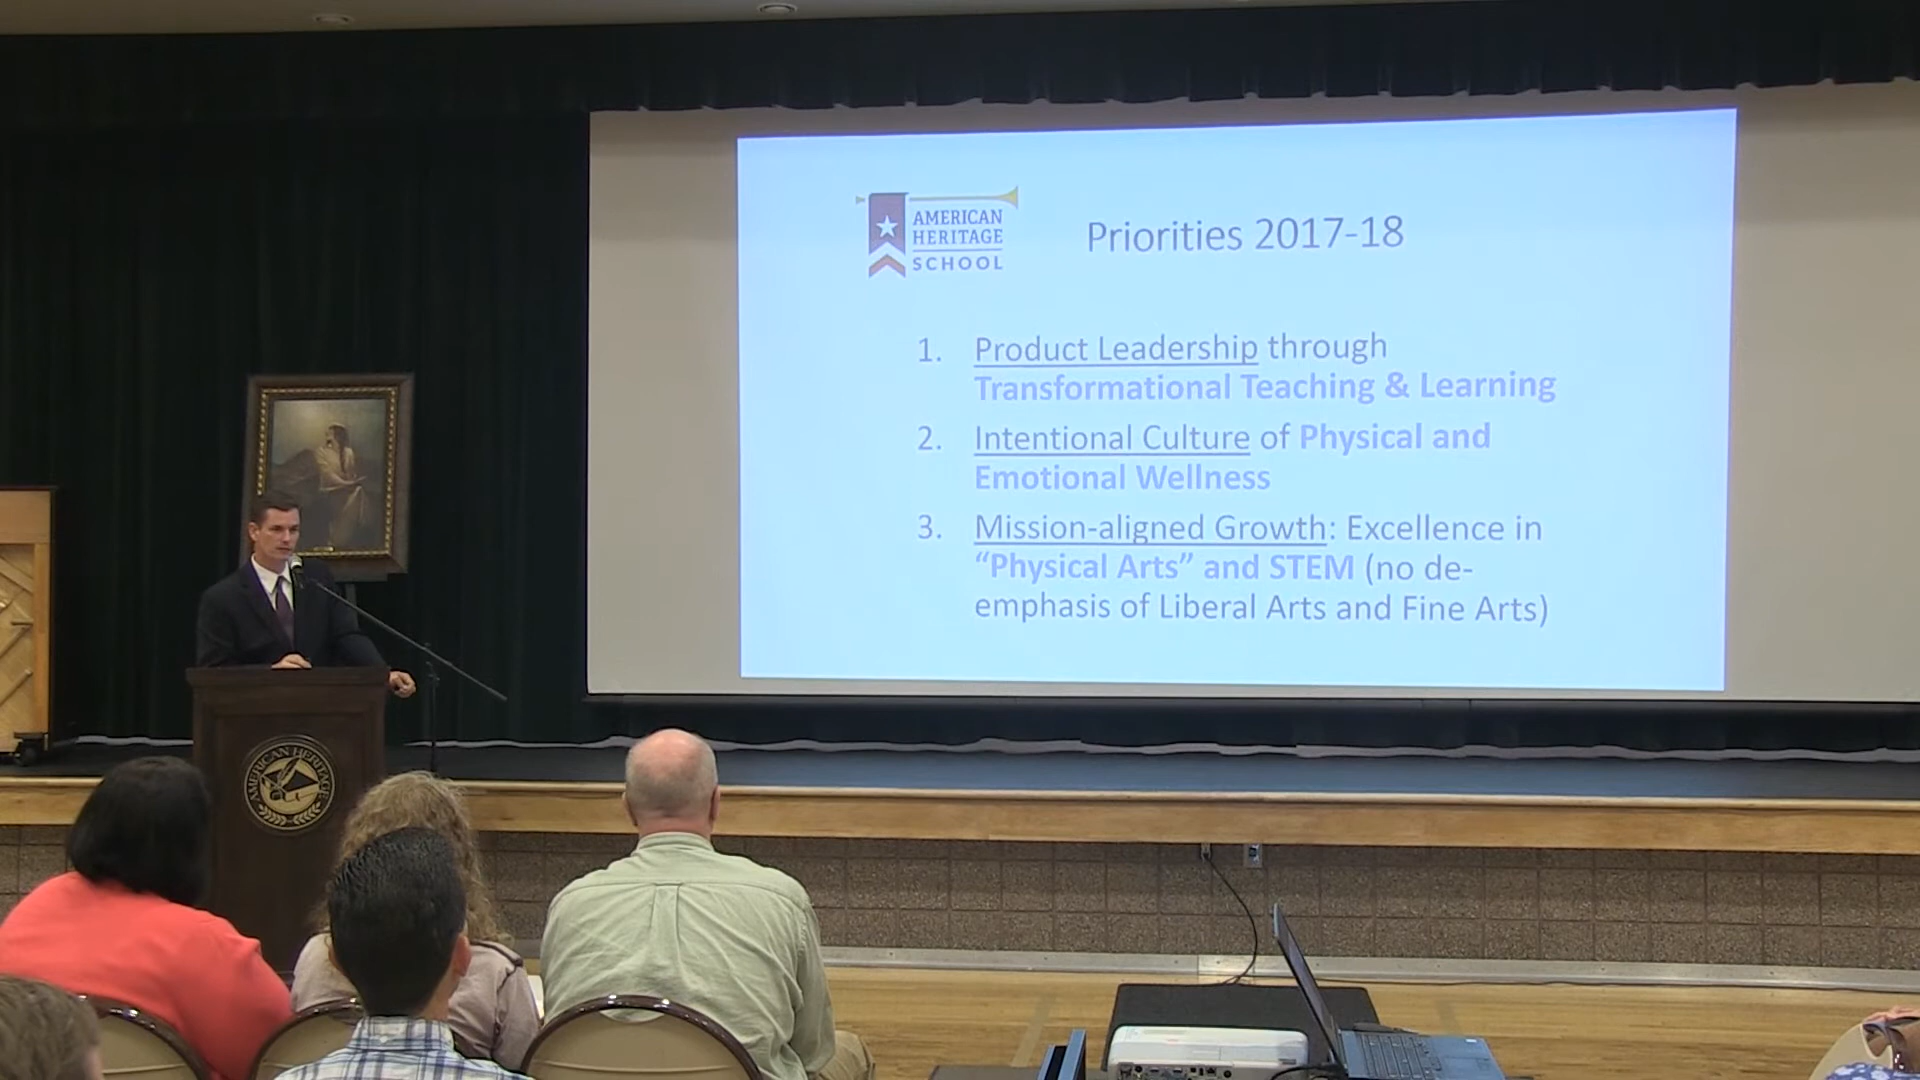 AMERICAN
HERITAGE
SCHOOL
Priorities 2017-18
1. Product Leadership through
Transformational Teaching & Learning
2. Intentional Culture of Physical and
Emotional Wellness
3. Mission-aligned Growth: Excellence in
“Physical Arts” and STEM (no de-
emphasis of Liberal Arts and Fine Arts)
AMERICAN HERITAGE